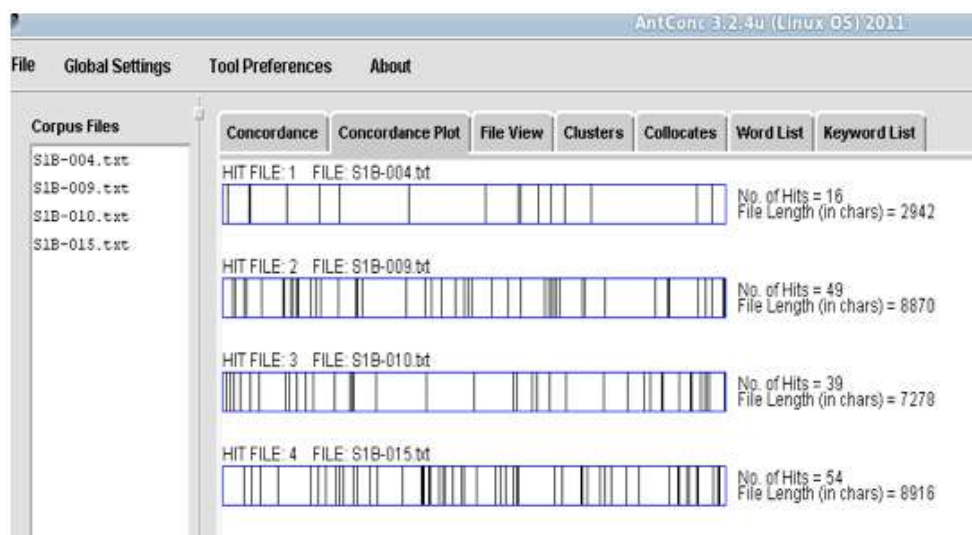 AntConc 3.2.4u (Linux OS) 2011
File Global Settings Tool Preferences About
Corpus Files
S1B-004.txt
S1B-009.txt
S1B-010.txt
S1B-015.txt
Concordance Concordance Plot File View Clusters Collocates Word List Keyword List
HIT FILE: 1 FILE: S1B-004.txt
No. of Hits = 16
File Length (in chars) = 2942
HIT FILE: 2 FILE: S1B-009.txt
No. of Hits = 49
File Length (in chars) = 8870
HIT FILE: 3 FILE: S1B-010.txt
No. of Hits = 39
File Length (in chars) = 7278
HIT FILE: 4 FILE: S1B-015.txt
No. of Hits = 54
File Length (in chars) = 8916